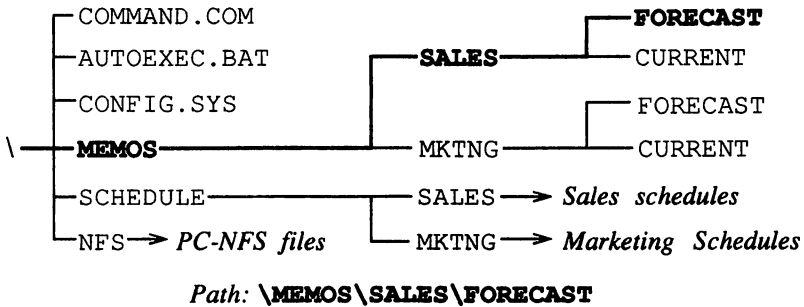 COMMAND.COM FORECAST
AUTOEXEC.BAT SALES CURRENT
CONFIG.SYS FORECAST
\ MEMOS MKTNG CURRENT
SCHEDULE SALES Sales schedules
NFS PC-NFS files MKTNG Marketing Schedules
Path: \MEMOS\SALES\FORECAST